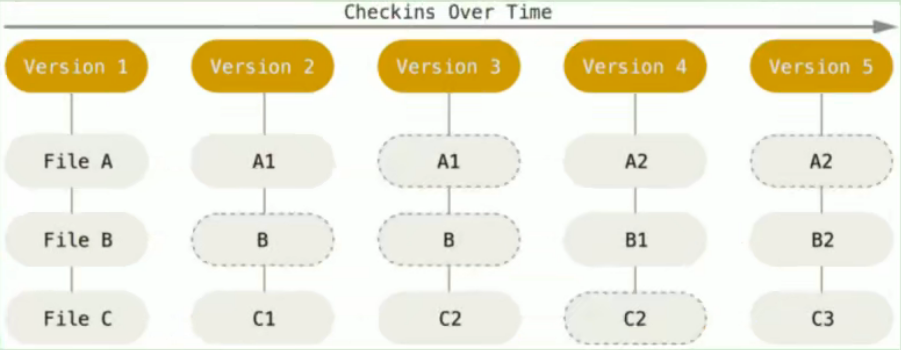 Checkins Over Time
Version 1 Version 2 Version 3 Version 4 Version 5
File A A1 A1 A2 A2
File B B B B1 B2
File C C1 C2 C2 C3